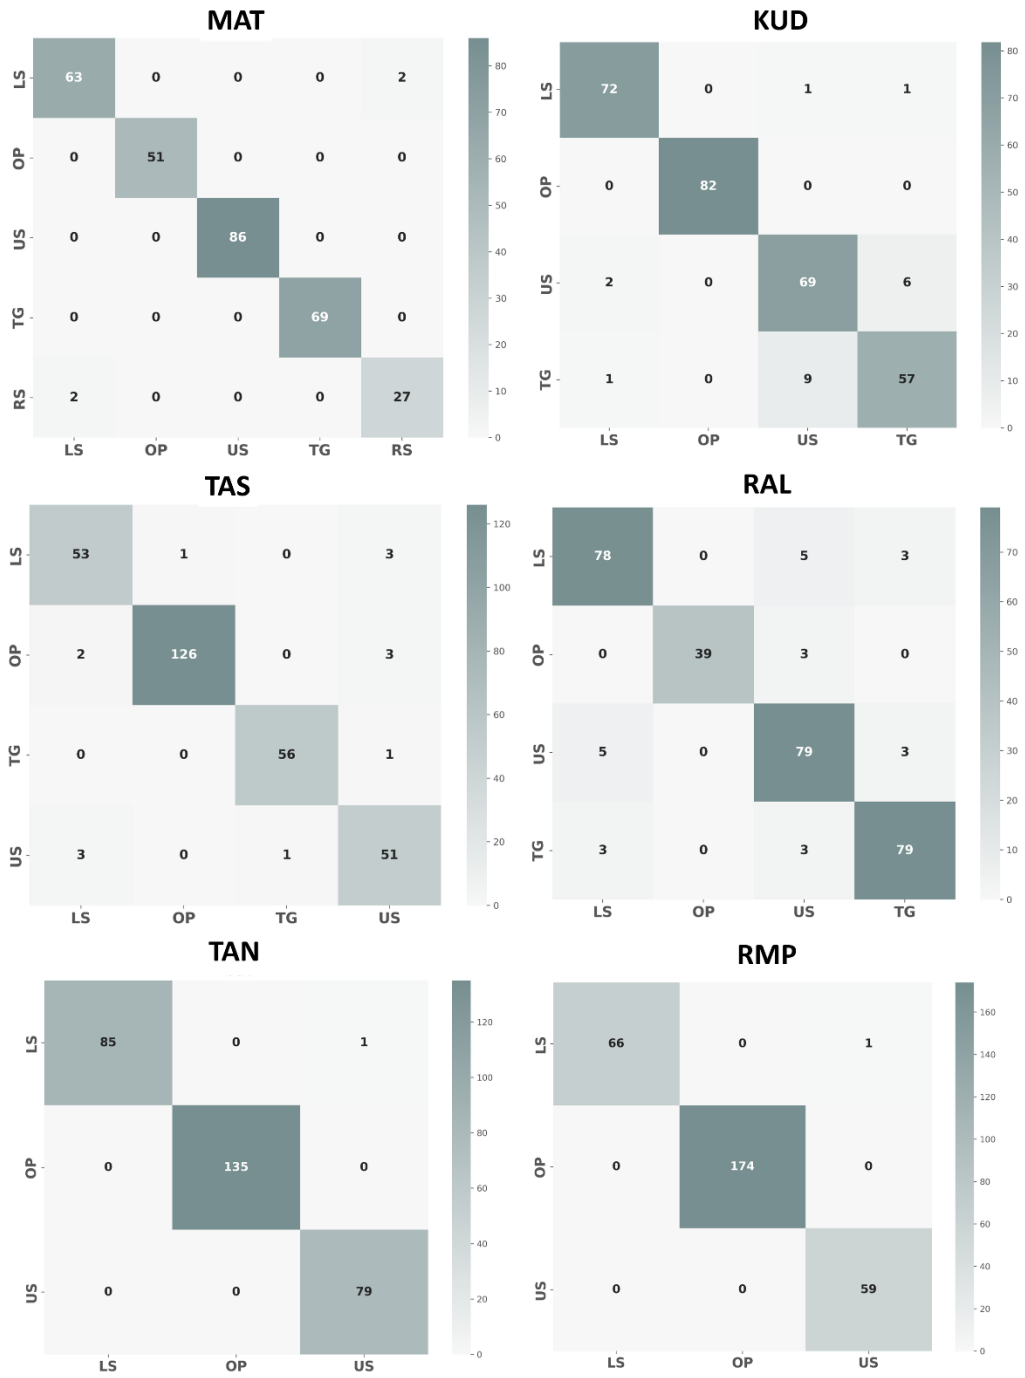 MAT
LS 63 0 0 0 2
OP 0 51 0 0 0
US 0 0 86 0 0
TG 0 0 0 69 0
RS 2 0 0 0 27
LS OP US TG RS
80
70
60
50
40
30
20
10
0
KUD
LS 72 0 1 1
OP 0 82 0 0
US 2 0 69 6
TG 1 0 9 57
LS OP US TG
80
70
60
50
40
30
20
10
0
TAS
LS 53 1 0 3
OP 2 126 0 3
TG 0 0 56 1
US 3 0 1 51
LS OP TG US
120
100
80
60
40
20
0
RAL
LS 78 0 5 3
OP 0 39 3 0
US 5 0 79 3
TG 3 0 3 79
LS OP US TG
70
60
50
40
30
20
10
0
TAN
LS 85 0 1
OP 0 135 0
US 0 0 79
LS OP US
120
100
80
60
40
20
0
RMP
LS 66 0 1
OP 0 174 0
US 0 0 59
LS OP US
160
140
120
100
80
60
40
20
0